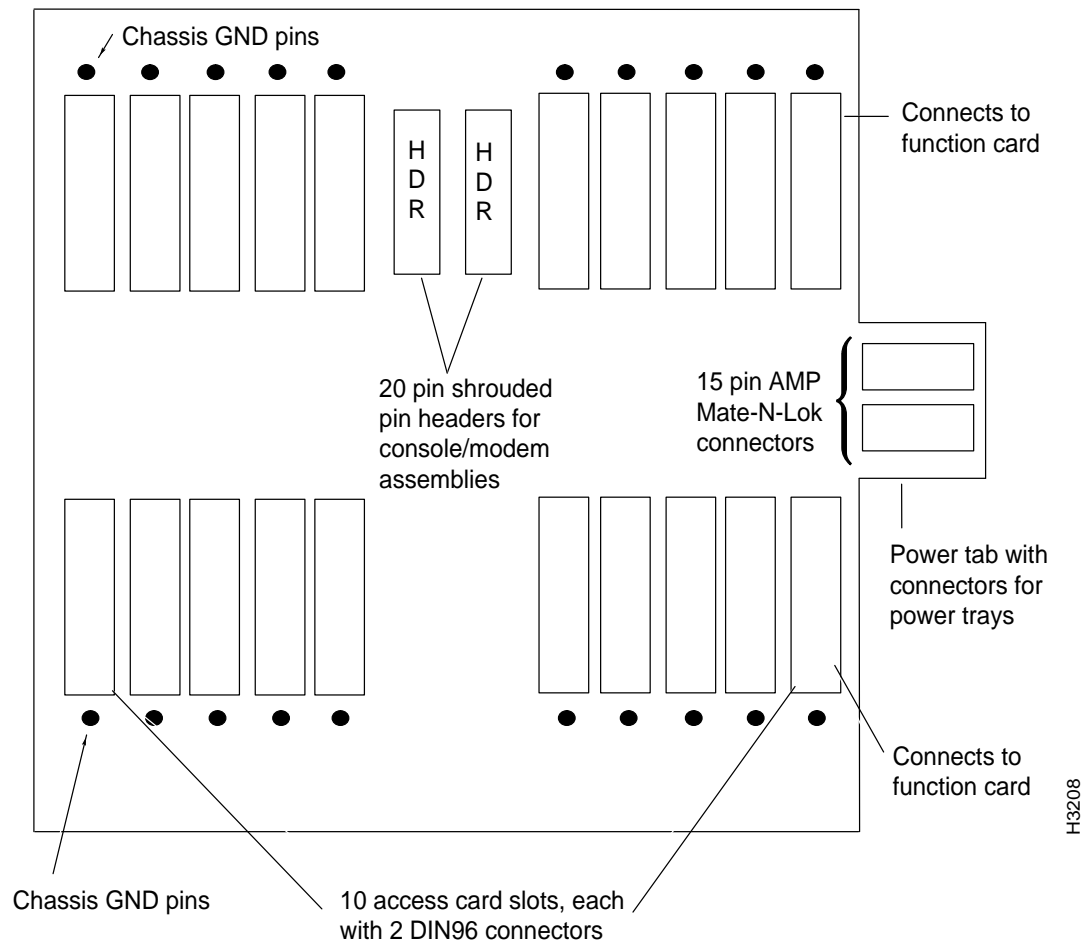 Chassis GND pins
Connects to
function card
H
D
R
H
D
R
20 pin shrouded
pin headers for
console/modem
assemblies
15 pin AMP
Mate-N-Lok
connectors
Power tab with
connectors for
power trays
Connects to
function card
H3208
Chassis GND pins
10 access card slots, each
with 2 DIN96 connectors